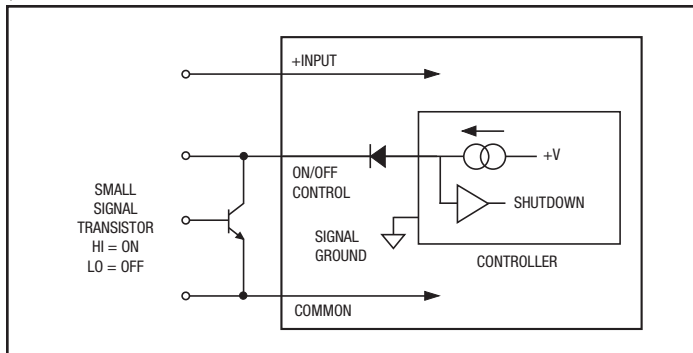 +INPUT
+V
ON/OFF
CONTROL
SHUTDOWN
SMALL
SIGNAL
TRANSISTOR
HI = ON
LO = OFF
SIGNAL
GROUND
CONTROLLER
COMMON